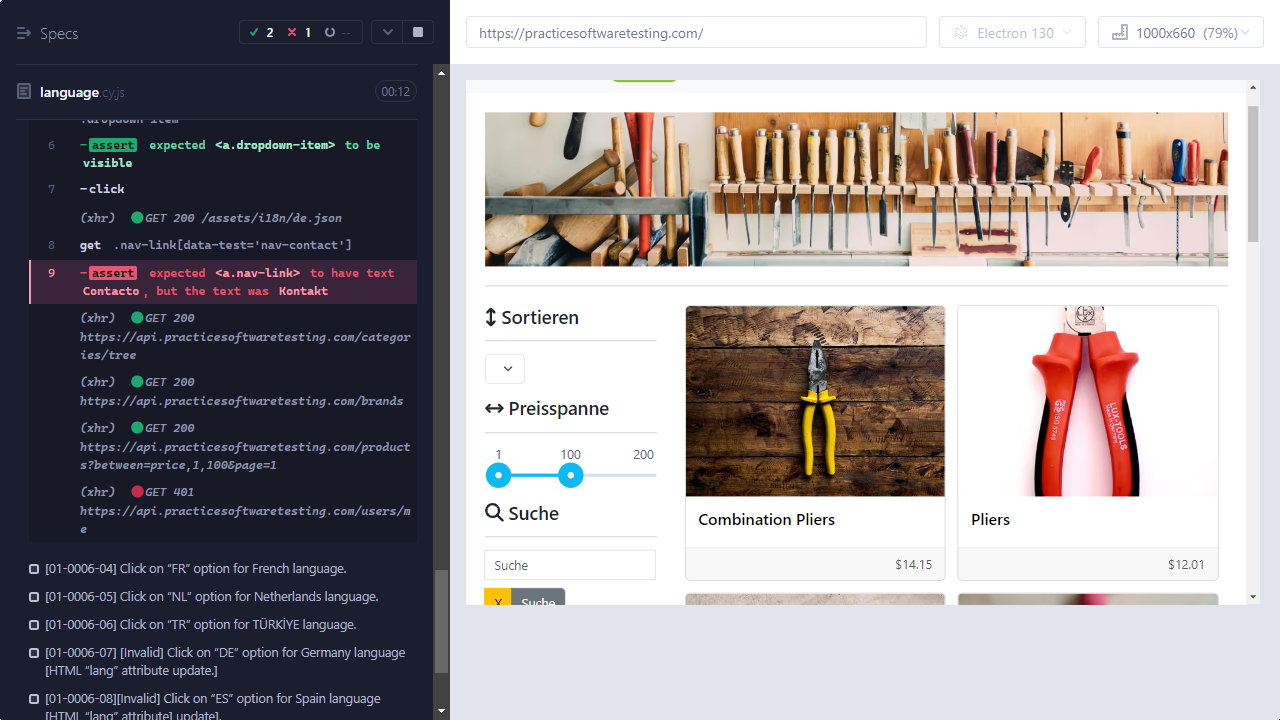 Specs
2
1
--
language.cy.js
00:12
.dropdown-item
6 -assert expected <a.dropdown-item> to be
visible
7 -click
(xhr) GET 200 /assets/i18n/de.json
8 get .nav-link[data-test='nav-contact']
9 -assert expected <a.nav-link> to have text
Contacto, but the text was Kontakt
(xhr) GET 200
https://api.practicesoftwaretesting.com/categor
ies/tree
(xhr) GET 200
https://api.practicesoftwaretesting.com/brands
(xhr) GET 200
https://api.practicesoftwaretesting.com/product
s?between=price,1,100&page=1
(xhr) GET 401
https://api.practicesoftwaretesting.com/users/m
e
[01-0006-04] Click on “FR” option for French language.
[01-0006-05] Click on “NL” option for Netherlands language.
[01-0006-06] Click on “TR” option for TÜRKİYE language.
[01-0006-07] [Invalid] Click on “DE” option for Germany language
[HTML “lang” attribute update.]
[01-0006-08][Invalid] Click on “ES” option for Spain language
[HTML “lang” attribute] update].
https://practicesoftwaretesting.com/
Electron 130
1000x660 (79%)
Sortieren
Preisspanne
1 100 200
Suche
Suche
X Suche
Combination Pliers
$14.15
LUX
LUX-TOOLS
Pliers
$12.01